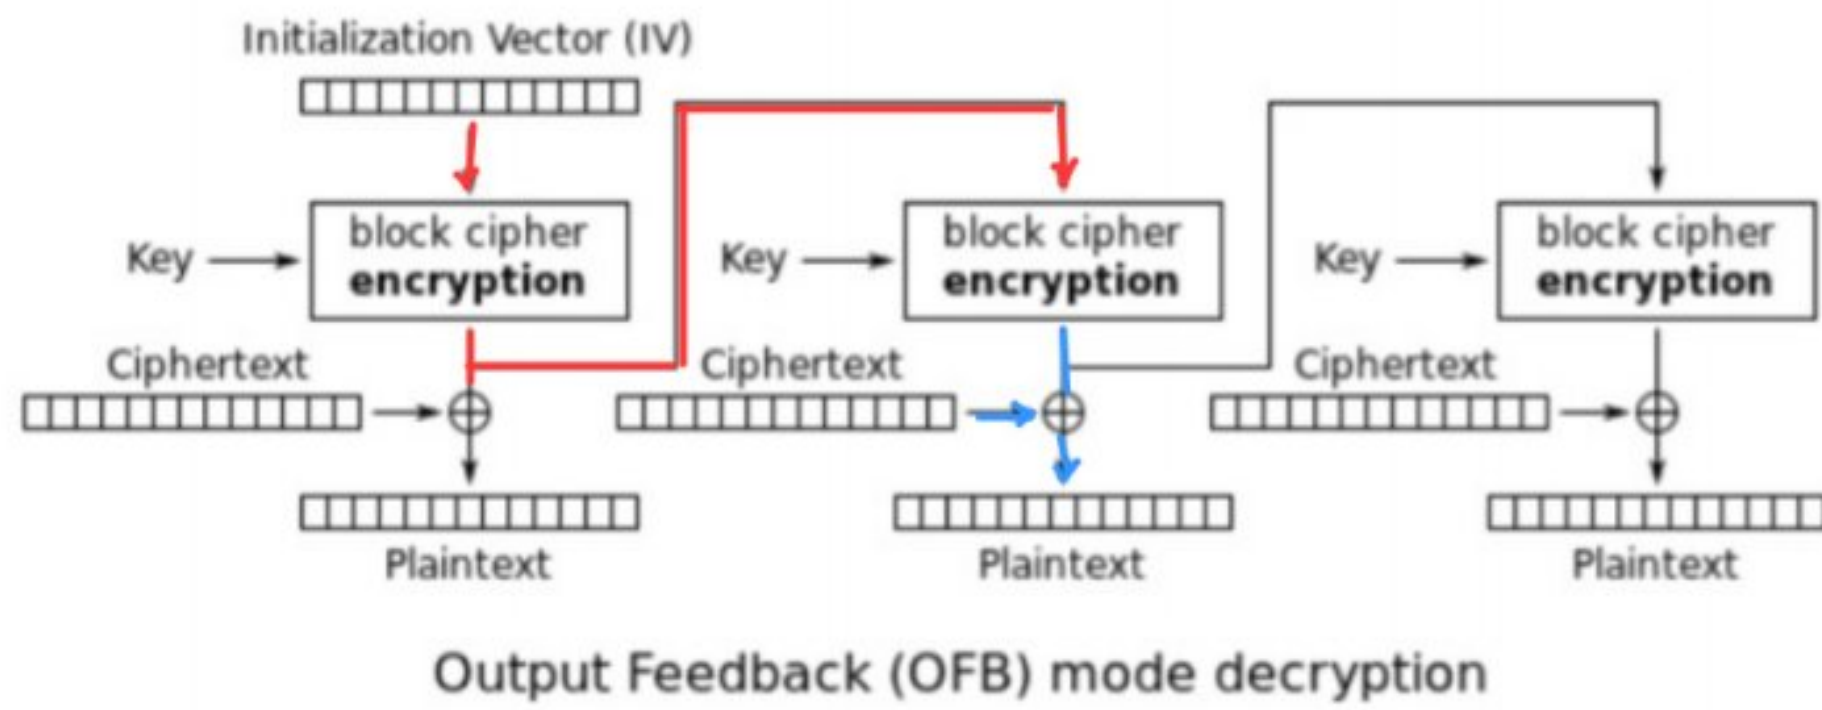 Initialization Vector (IV)
Key
block cipher
encryption
Key
block cipher
encryption
Key
block cipher
encryption
Ciphertext
Ciphertext
Ciphertext
Plaintext
Plaintext
Plaintext
Output Feedback (OFB) mode decryption